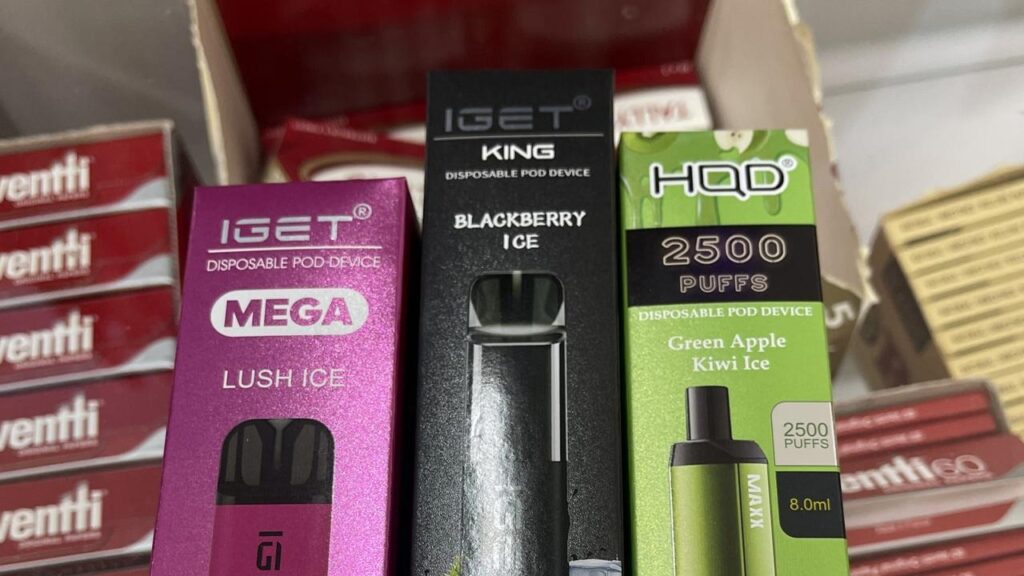 IGET®
DISPOSABLE POD DEVICE
MEGA
LUSH ICE
IGET®
KING
DISPOSABLE POD DEVICE
BLACKBERRY
ICE
HQD®
2500
PUFFS
DISPOSABLE POD DEVICE
Green Apple
Kiwi Ice
2500
PUFFS
8.0ml
MAXX
ventti
ventti
ventti
ventti
ventti
5